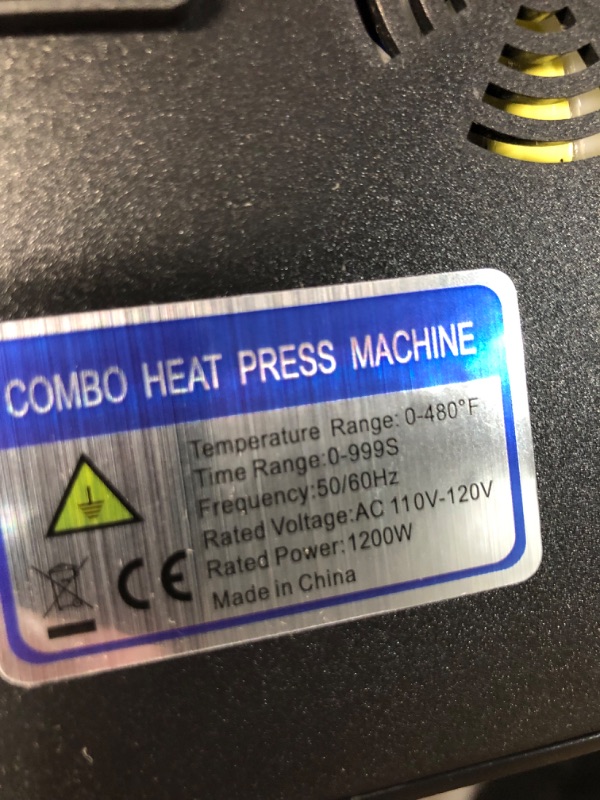 COMBO HEAT PRESS MACHINE
Temperature Range: 0-480°F
Time Range:0-999S
Frequency:50/60Hz
Rated Voltage:AC 110V-120V
Rated Power:1200W
CE
Made in China